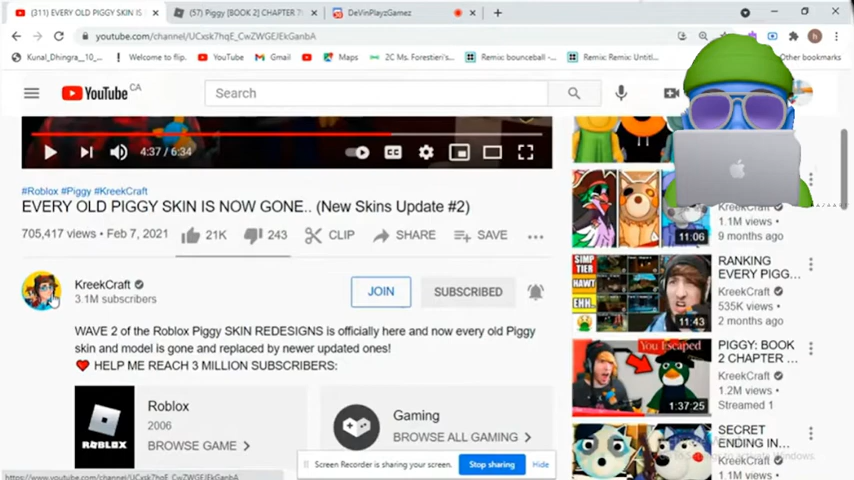 (311) EVERY OLD PIGGY SKIN IS
(57) Piggy [BOOK 2] CHAPTER
DeVinPlayzGamez
youtube.com/channel/UCxsk7hqE_CwZWGEJEkGanbA
Kunal_Dhingra__10_...
Welcome to flip.
YouTube
Gmail
Maps
2C Ms. Forestieri's...
Remix: bounceball -...
Remix: Remix: Untitl...
Other bookmarks
YouTube CA
Search
4:37 / 6:34
CC
#Roblox #Piggy #KreekCraft
EVERY OLD PIGGY SKIN IS NOW GONE.. (New Skins Update #2)
705,417 views • Feb 7, 2021
21K
243
CLIP
SHARE
SAVE
KreekCraft
3.1M subscribers
JOIN
SUBSCRIBED
WAVE 2 of the Roblox Piggy SKIN REDESIGNS is officially here and now every old Piggy
skin and model is gone and replaced by newer updated ones!
HELP ME REACH 3 MILLION SUBSCRIBERS:
ROBLOX
Roblox
2006
BROWSE GAME
Gaming
BROWSE ALL GAMING
11:06
KreekCraft
1.1M views •
9 months ago
SIMP
TIER
HAWT
EHH..
11:43
RANKING
EVERY PIGG...
KreekCraft
535K views •
2 months ago
You Escaped
1:37:25
PIGGY: BOOK
2 CHAPTER ...
KreekCraft
1.2M views •
Streamed 1
SECRET
ENDING IN...
KreekCraft
1.1M views •
Screen Recorder is sharing your screen.
Stop sharing
Hide
https://www.youtube.com/channel/UCxsk7hqE_CwZWGEJEkGanbA